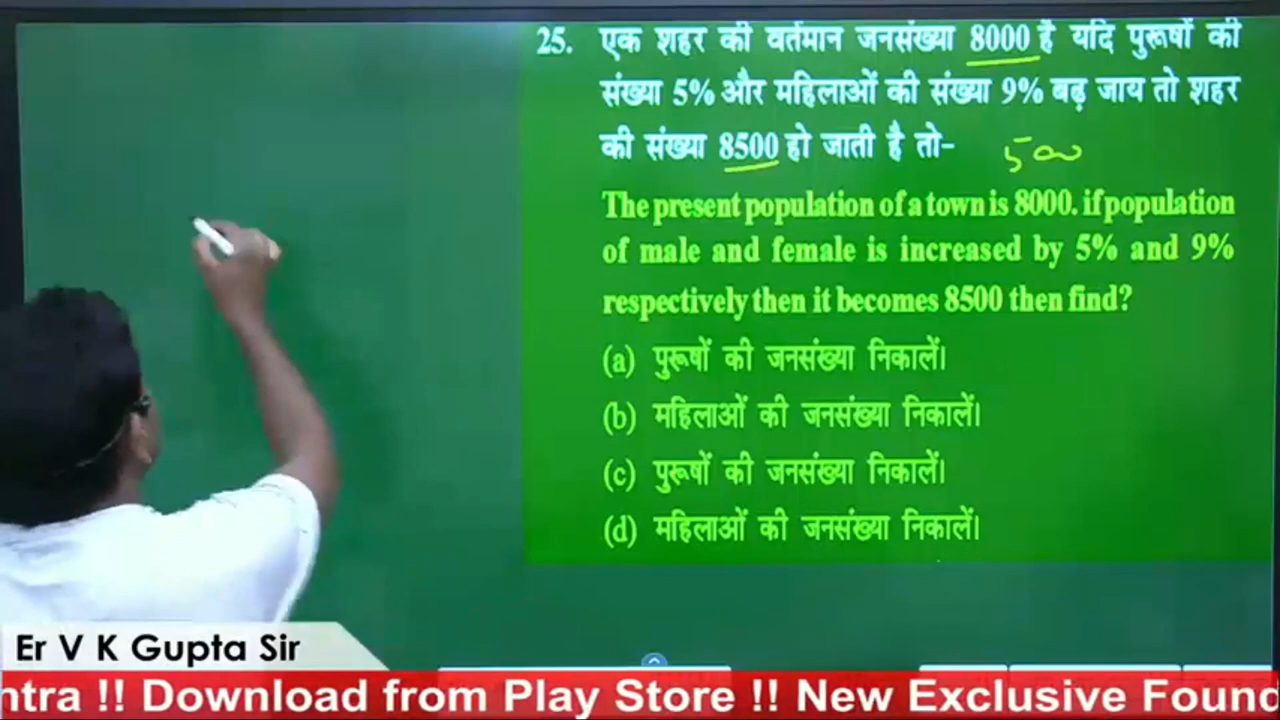 25. एक शहर की वर्तमान जनसंख्या 8000 है यदि पुरूषों की
संख्या 5% और महिलाओं की संख्या 9% बढ़ जाय तो शहर
की संख्या 8500 हो जाती है तो-
500
The present population of a town is 8000. if population
of male and female is increased by 5% and 9%
respectively then it becomes 8500 then find?
(a) पुरूषों की जनसंख्या निकालें।
(b) महिलाओं की जनसंख्या निकालें।
(c) पुरूषों की जनसंख्या निकालें।
(d) महिलाओं की जनसंख्या निकालें।
Er V K Gupta Sir
ntra !! Download from Play Store !! New Exclusive Found